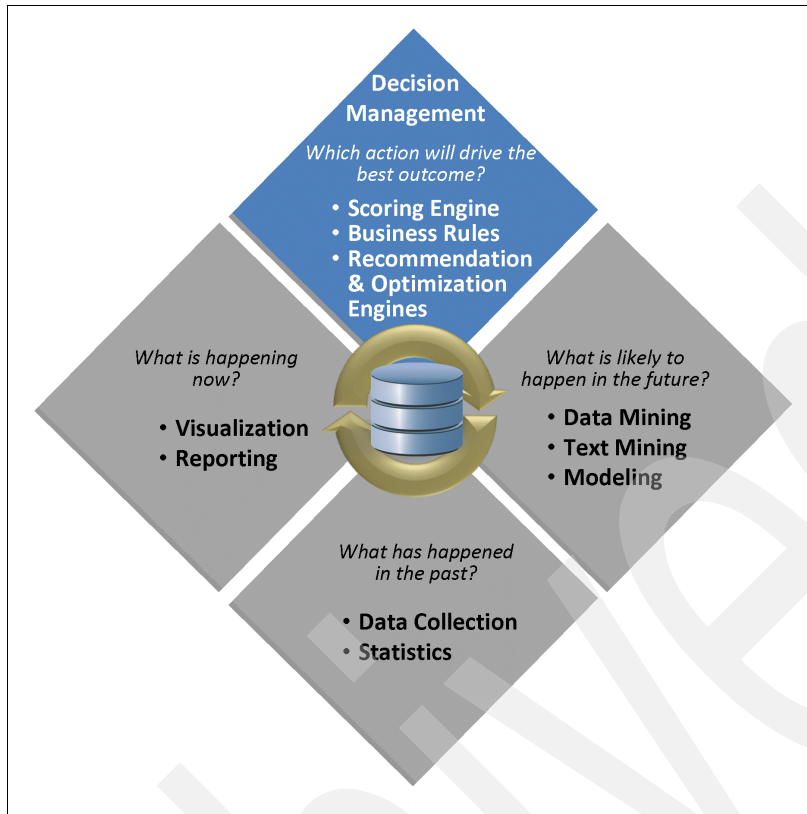 Decision
Management
Which action will drive the
best outcome?
• Scoring Engine
• Business Rules
• Recommendation
& Optimization
Engines
What is happening
now?
• Visualization
• Reporting
What is likely to
happen in the future?
• Data Mining
• Text Mining
• Modeling
What has happened
in the past?
• Data Collection
• Statistics